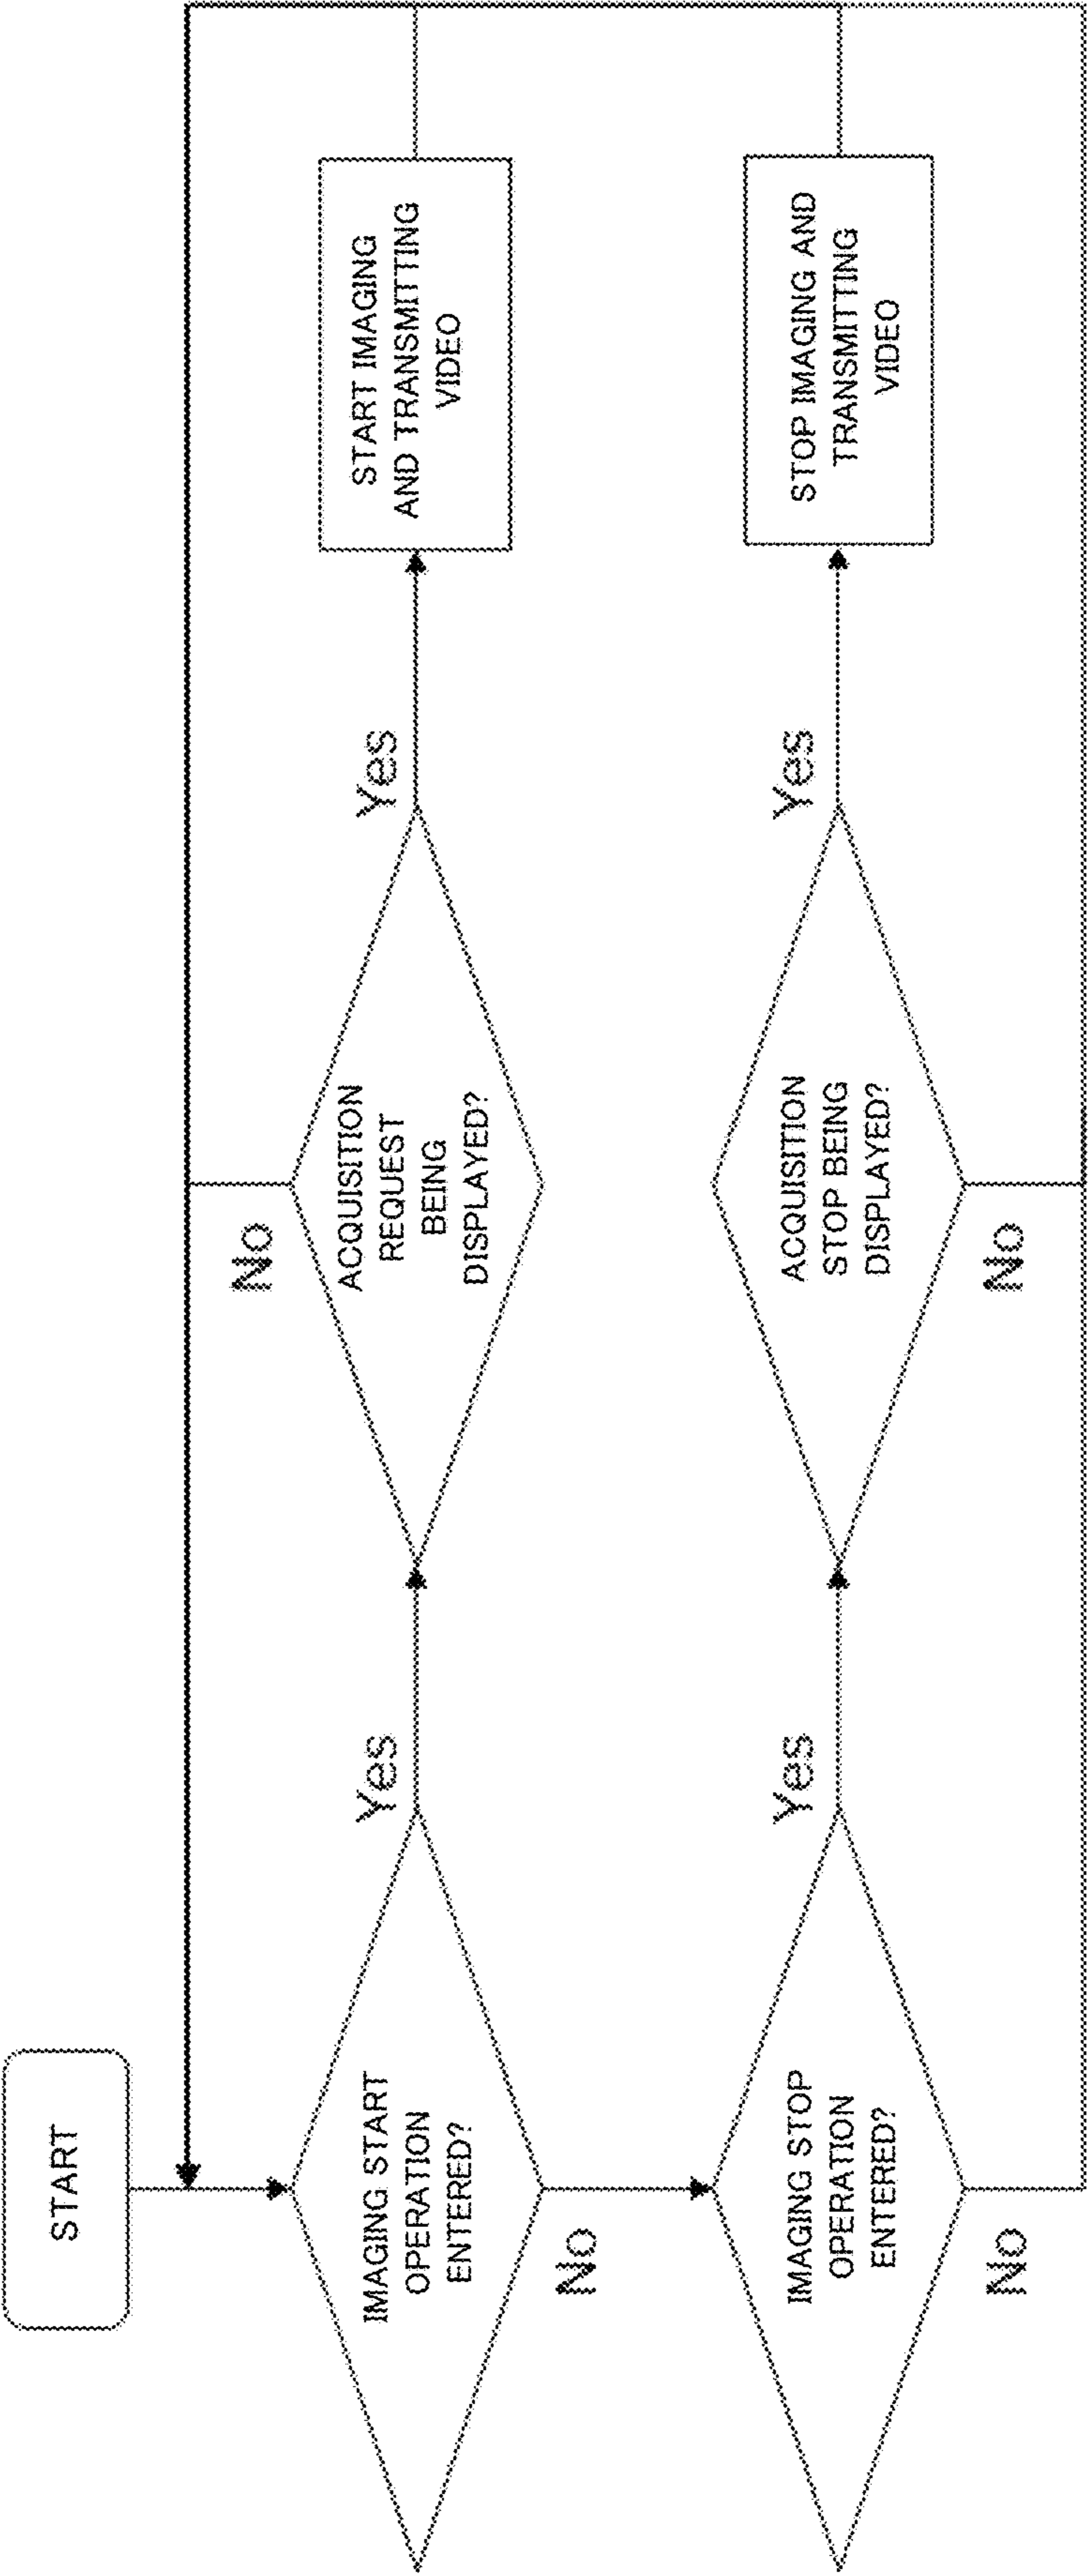 START
IMAGING START
OPERATION
ENTERED?
Yes
ACQUISITION
REQUEST
BEING
DISPLAYED?
No
Yes
START IMAGING
AND TRANSMITTING
VIDEO
No
IMAGING STOP
OPERATION
ENTERED?
Yes
ACQUISITION
STOP BEING
DISPLAYED?
Yes
STOP IMAGING AND
TRANSMITTING
VIDEO
No
No